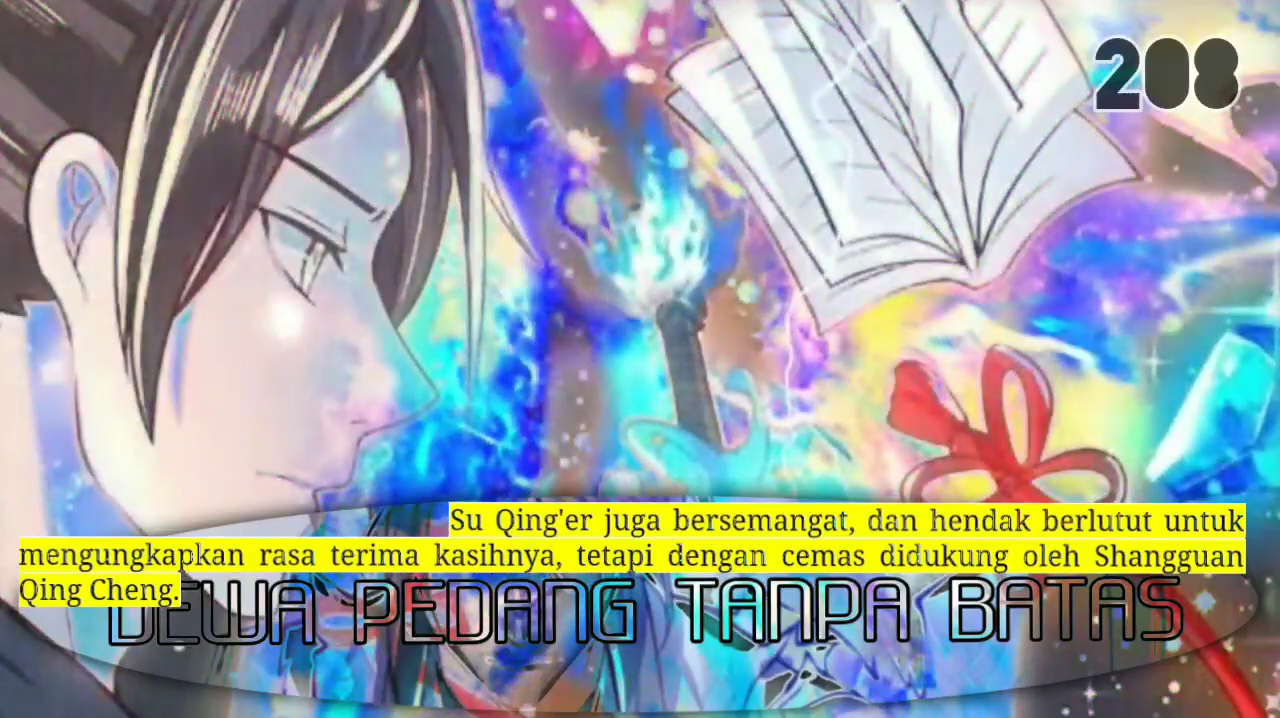 208
Su Qing'er juga bersemangat, dan hendak berlutut untuk
mengungkapkan rasa terima kasihnya, tetapi dengan cemas didukung oleh Shangguan
Qing Cheng.
DEWA PEDANG TANPA BATAS